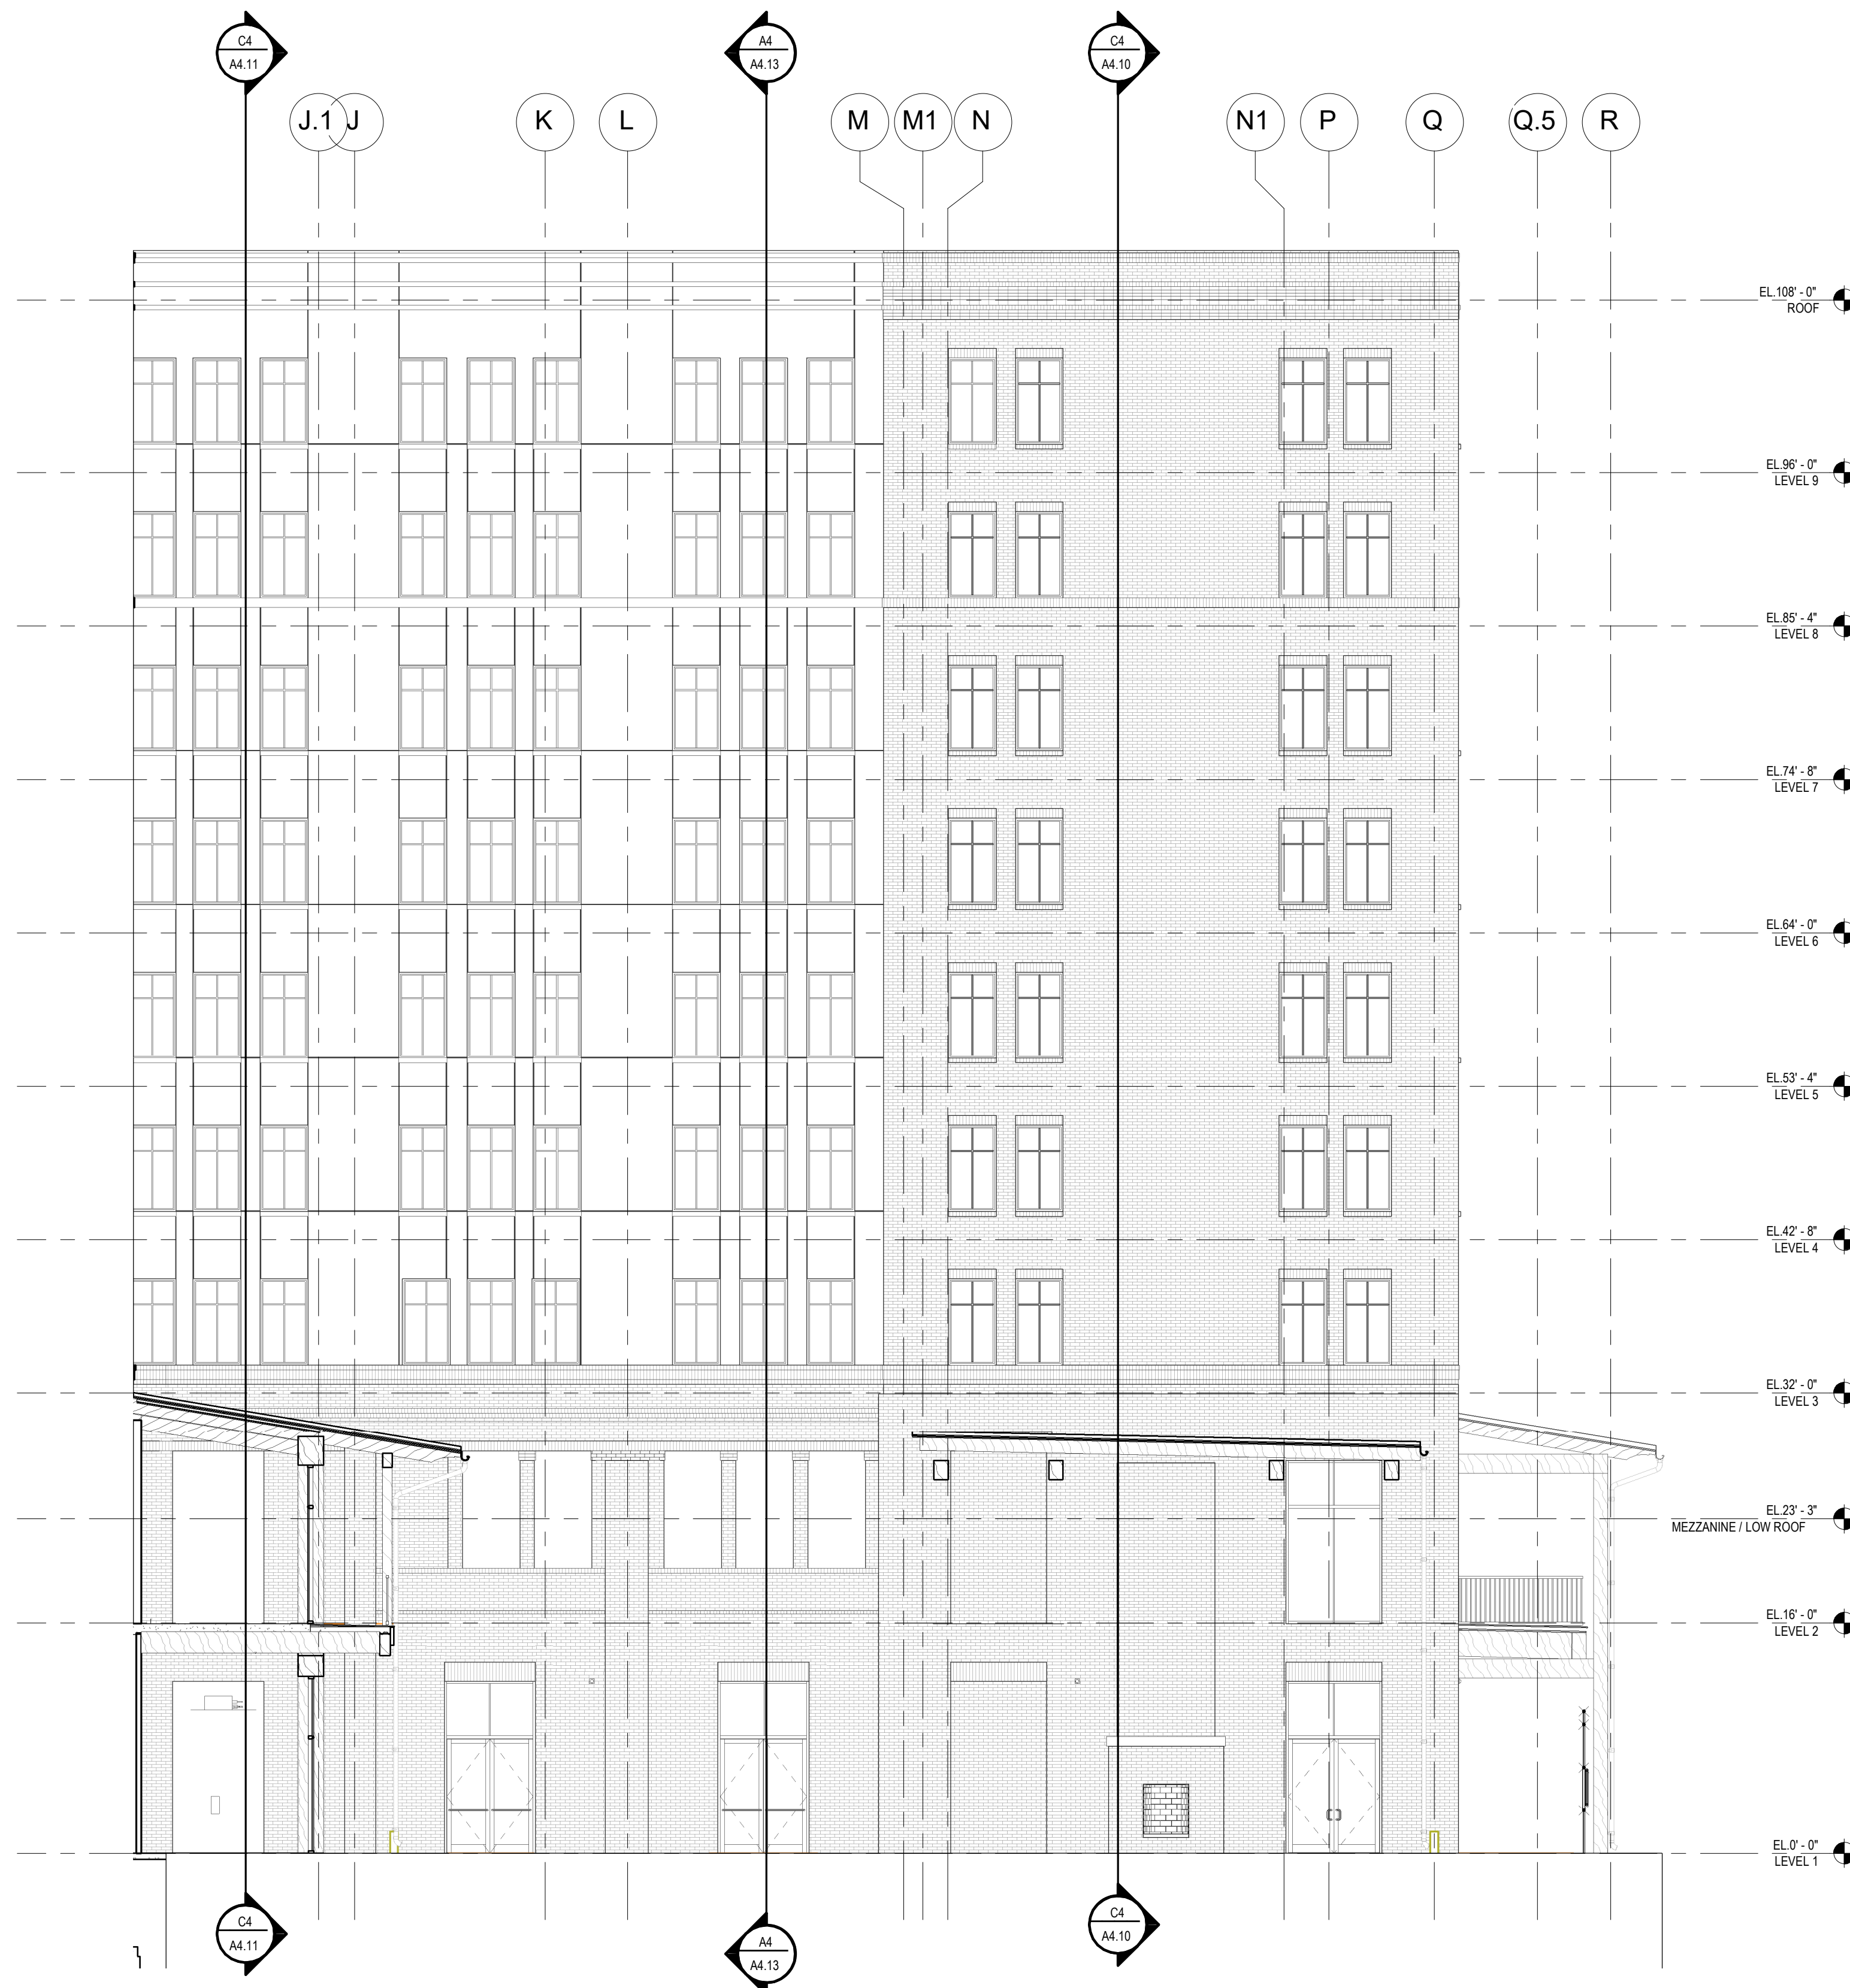 C4
A4.11
A4
A4.13
C4
A4.10
J.1
J
K
L
M
M1
N
N1
P
Q
Q.5
R
EL.108' - 0"
ROOF
EL.96' - 0"
LEVEL 9
EL.85' - 4"
LEVEL 8
EL.74' - 8"
LEVEL 7
EL.64' - 0"
LEVEL 6
EL.53' - 4"
LEVEL 5
EL.42' - 8"
LEVEL 4
EL.32' - 0"
LEVEL 3
EL.23' - 3"
MEZZANINE / LOW ROOF
EL.16' - 0"
LEVEL 2
EL.0' - 0"
LEVEL 1
C4
A4.11
A4
A4.13
C4
A4.10